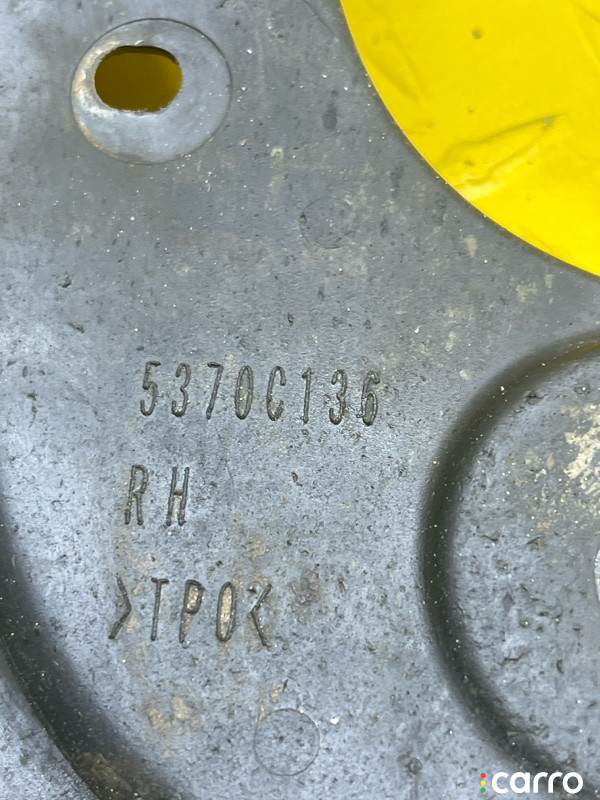 5370C136
RH
>TPO<
carro